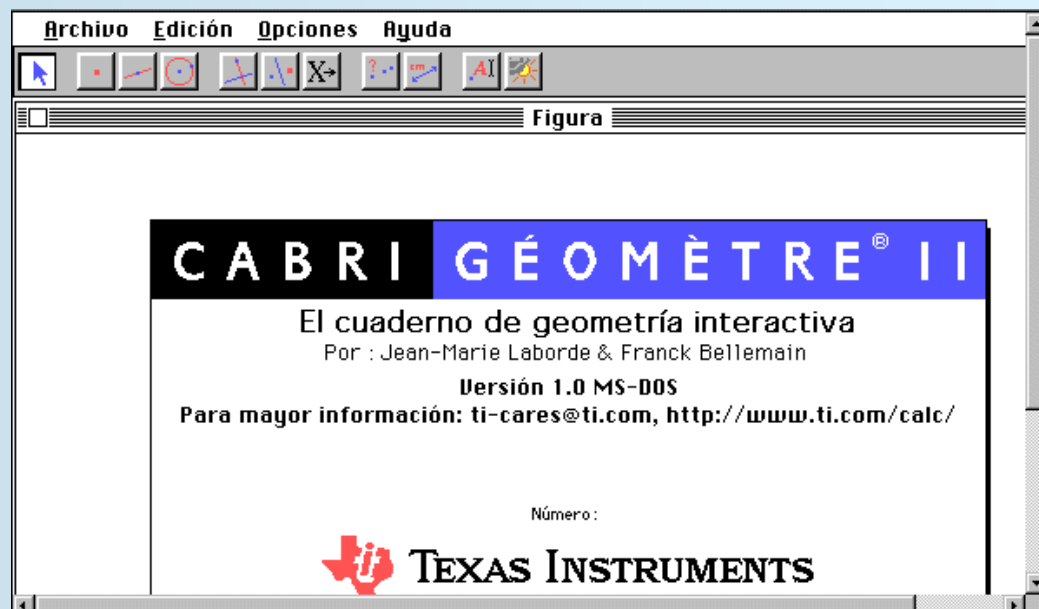 Archivo Edición Opciones Ayuda
? cm A
X
Figura
CABRI GÉOMÈTRE® II
El cuaderno de geometría interactiva
Por : Jean-Marie Laborde & Franck Bellemain
Versión 1.0 MS-DOS
Para mayor información: ti-cares@ti.com, http://www.ti.com/calc/
Número:
TEXAS INSTRUMENTS